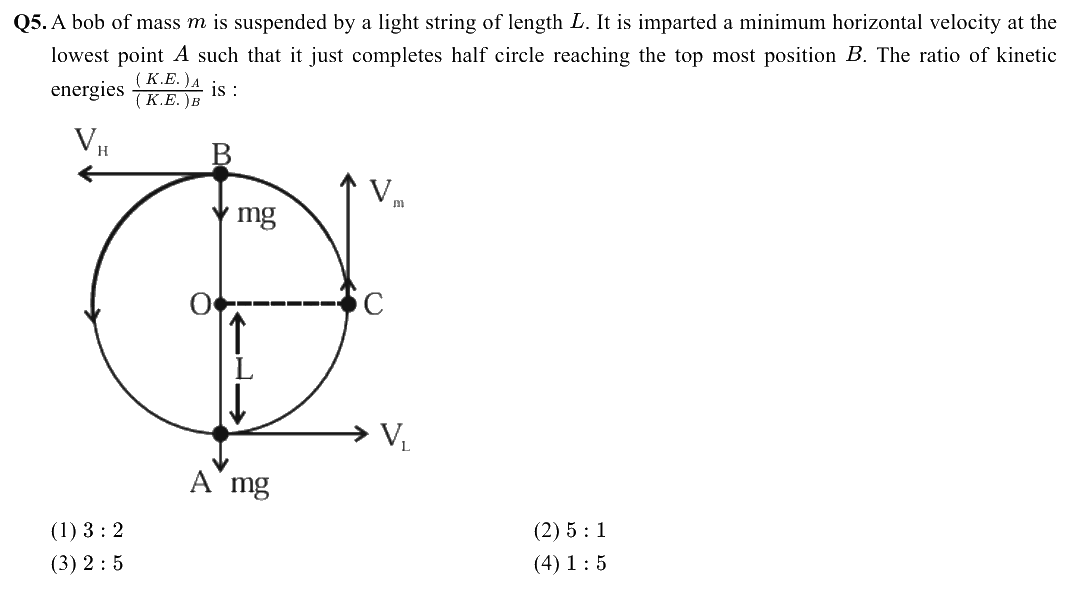 Q5. A bob of mass m is suspended by a light string of length L. It is imparted a minimum horizontal velocity at the
lowest point A such that it just completes half circle reaching the top most position B. The ratio of kinetic
energies (K.E.)A/(K.E.)B is :
VH
B
Vm
mg
O
C
L
VL
A mg
(1) 3 : 2
(2) 5 : 1
(3) 2 : 5
(4) 1 : 5